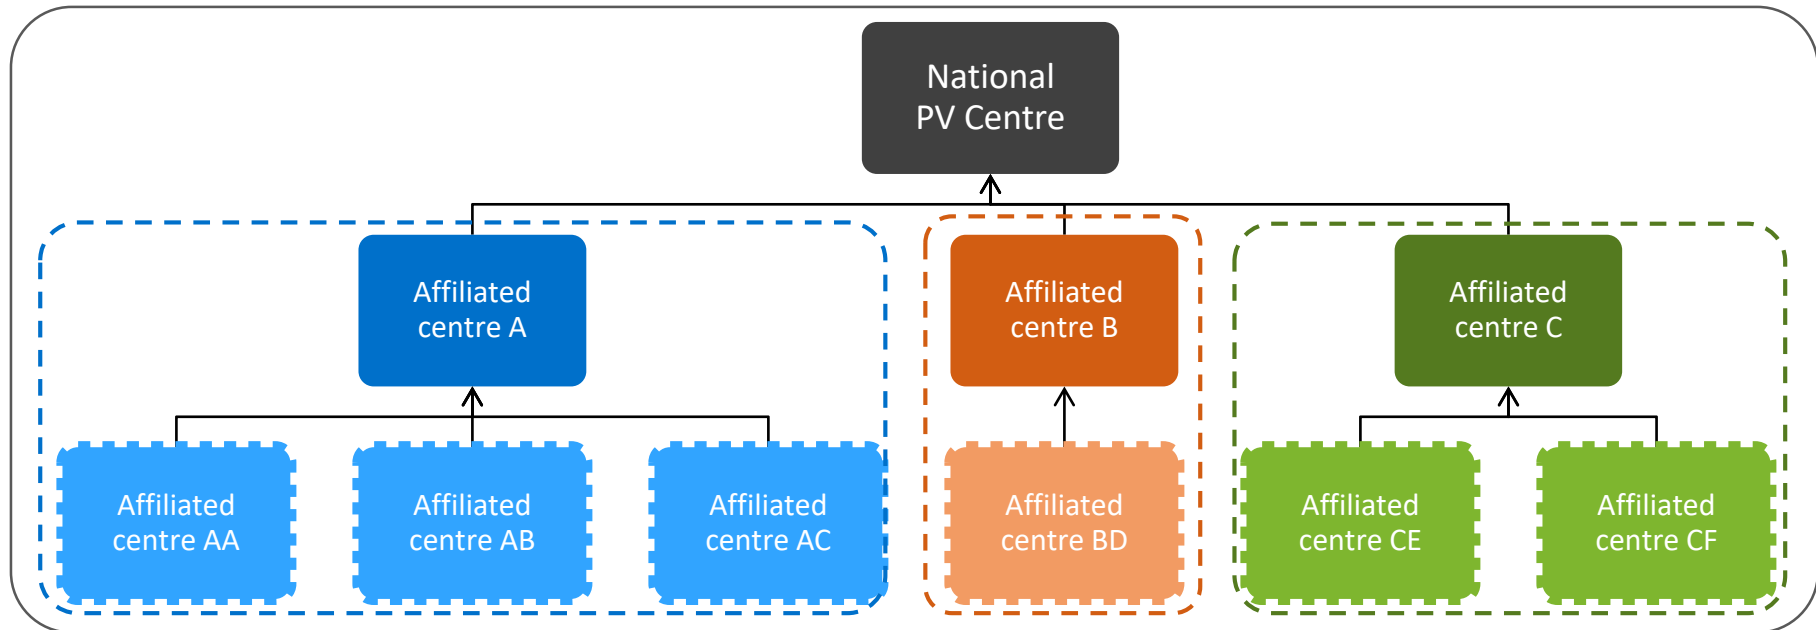 National
PV Centre
Affiliated
centre A
Affiliated
centre B
Affiliated
centre C
Affiliated
centre AA
Affiliated
centre AB
Affiliated
centre AC
Affiliated
centre BD
Affiliated
centre CE
Affiliated
centre CF